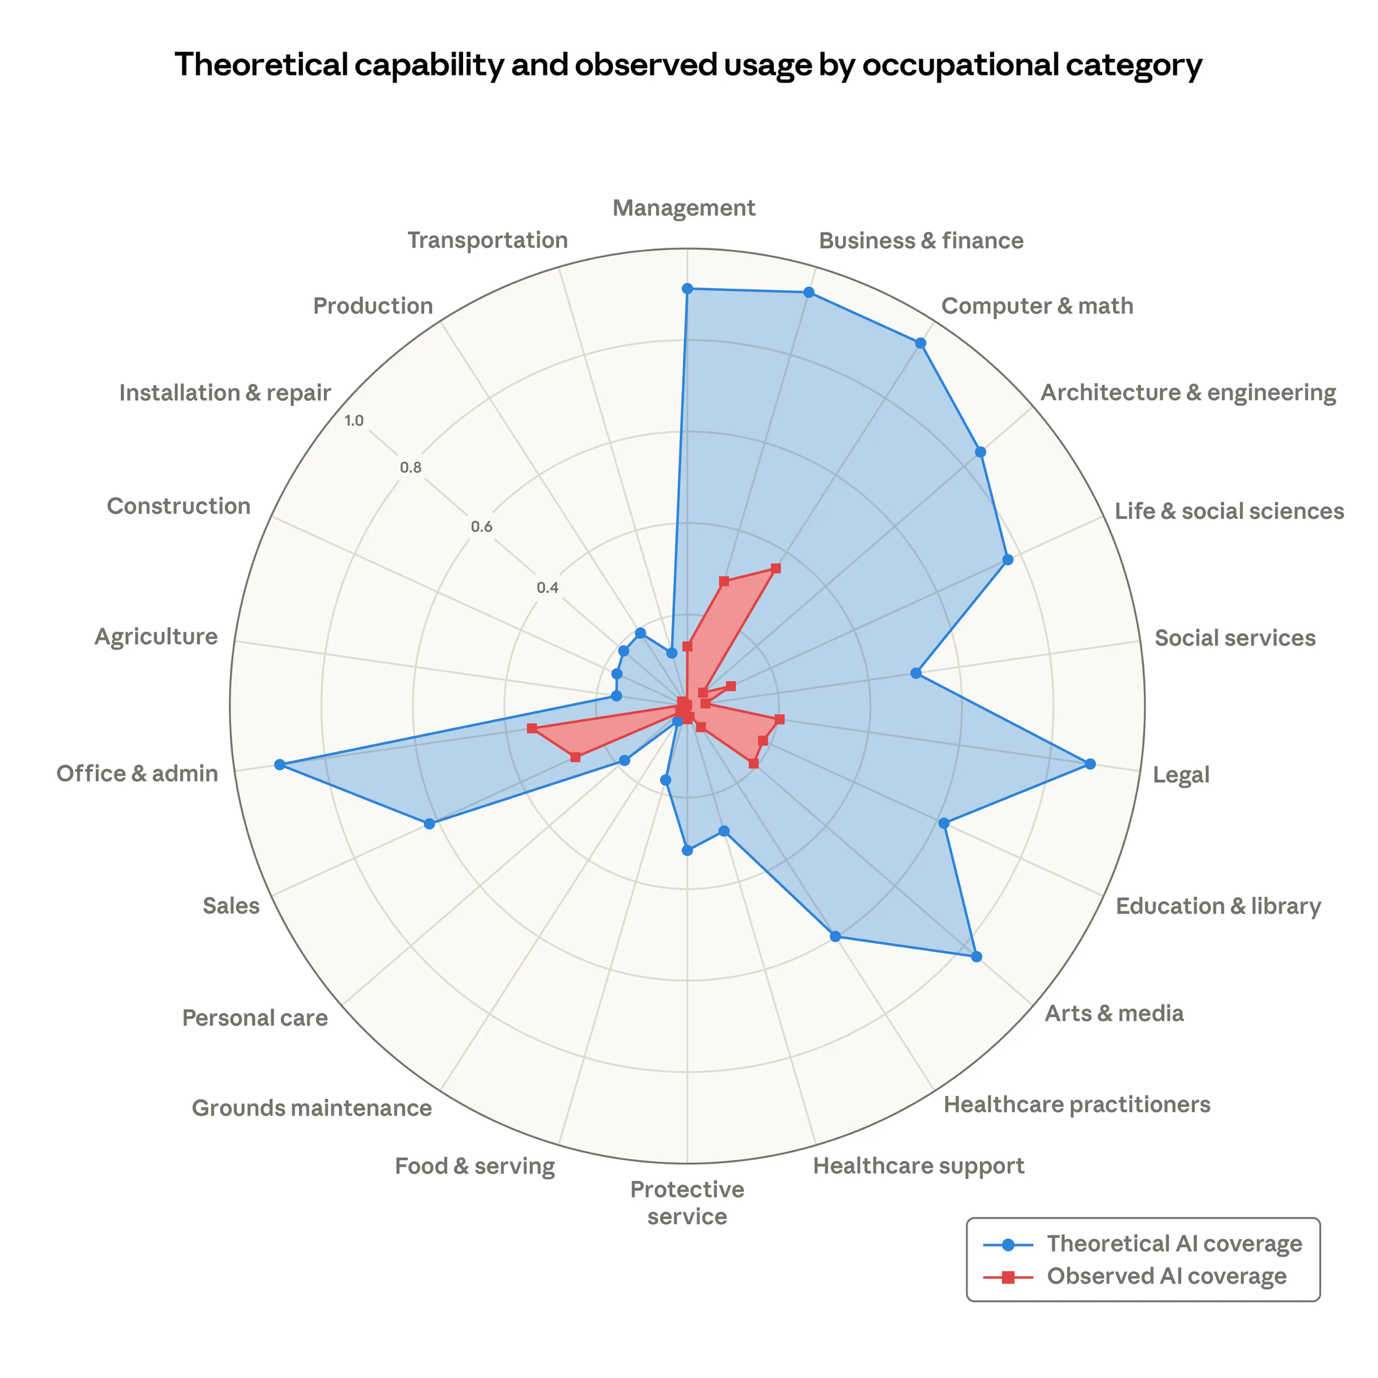 Theoretical capability and observed usage by occupational category
Management
Transportation
Business & finance
Production
Computer & math
Installation & repair
Architecture & engineering
1.0
0.8
Construction
Life & social sciences
0.6
0.4
Agriculture
Social services
Office & admin
Legal
Sales
Education & library
Personal care
Arts & media
Grounds maintenance
Healthcare practitioners
Food & serving
Healthcare support
Protective
service
Theoretical AI coverage
Observed AI coverage